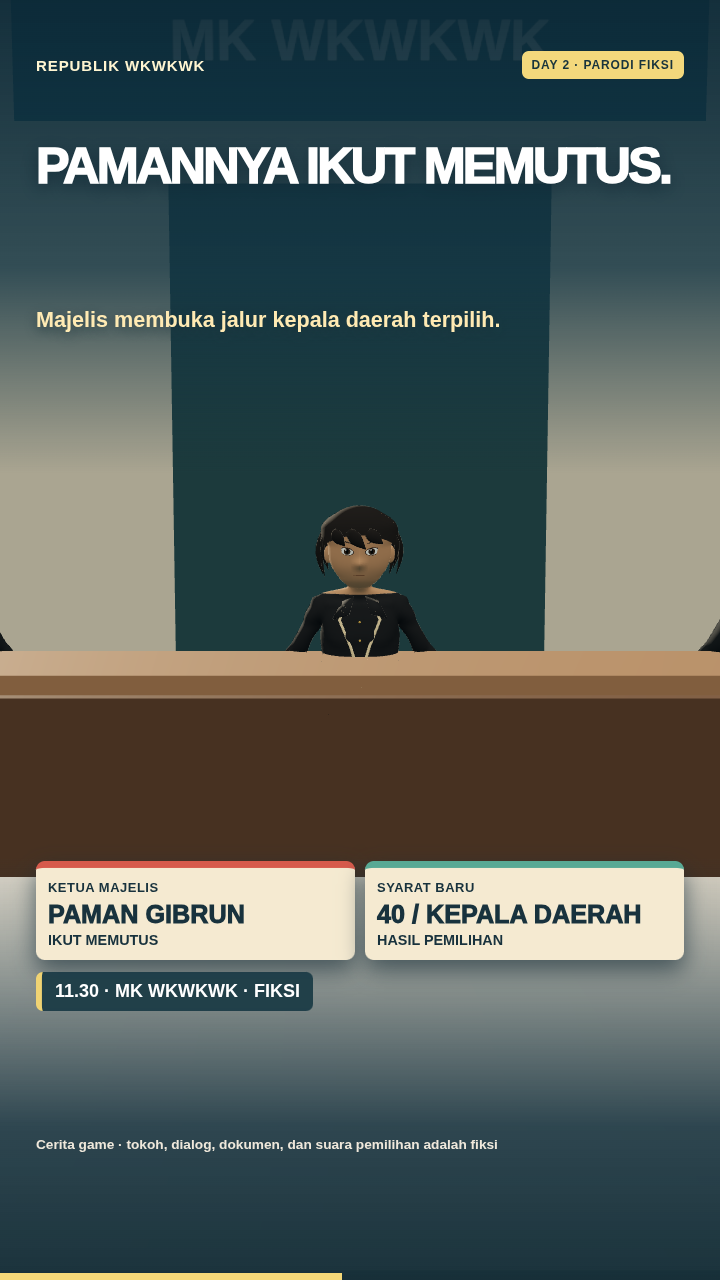 MK WKWKWK
REPUBLIK WKWKWK
DAY 2 · PARODI FIKSI
PAMANNYA IKUT MEMUTUS.
Majelis membuka jalur kepala daerah terpilih.
KETUA MAJELIS
PAMAN GIBRUN
IKUT MEMUTUS
SYARAT BARU
40 / KEPALA DAERAH
HASIL PEMILIHAN
11.30 · MK WKWKWK · FIKSI
Cerita game · tokoh, dialog, dokumen, dan suara pemilihan adalah fiksi